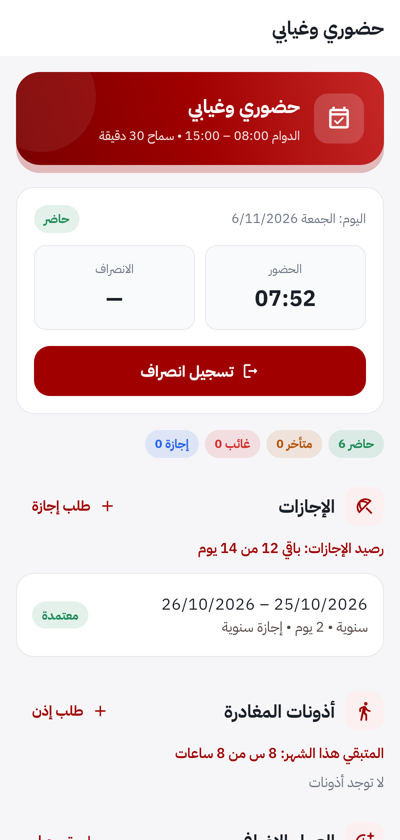 حضوري وغيابي
حضوري وغيابي
الدوام 08:00 – 15:00 • سماح 30 دقيقة
اليوم: الجمعة 6/11/2026
حاضر
الحضور
07:52
الانصراف
—
تسجيل انصراف
حاضر 6
متأخر 0
غائب 0
إجازة 0
الإجازات
+ طلب إجازة
رصيد الإجازات: باقي 12 من 14 يوم
25/10/2026 – 26/10/2026
معتمدة
سنوية • 2 يوم • إجازة سنوية
أذونات المغادرة
+ طلب إذن
المتبقي هذا الشهر: 8 س من 8 ساعات
لا توجد أذونات